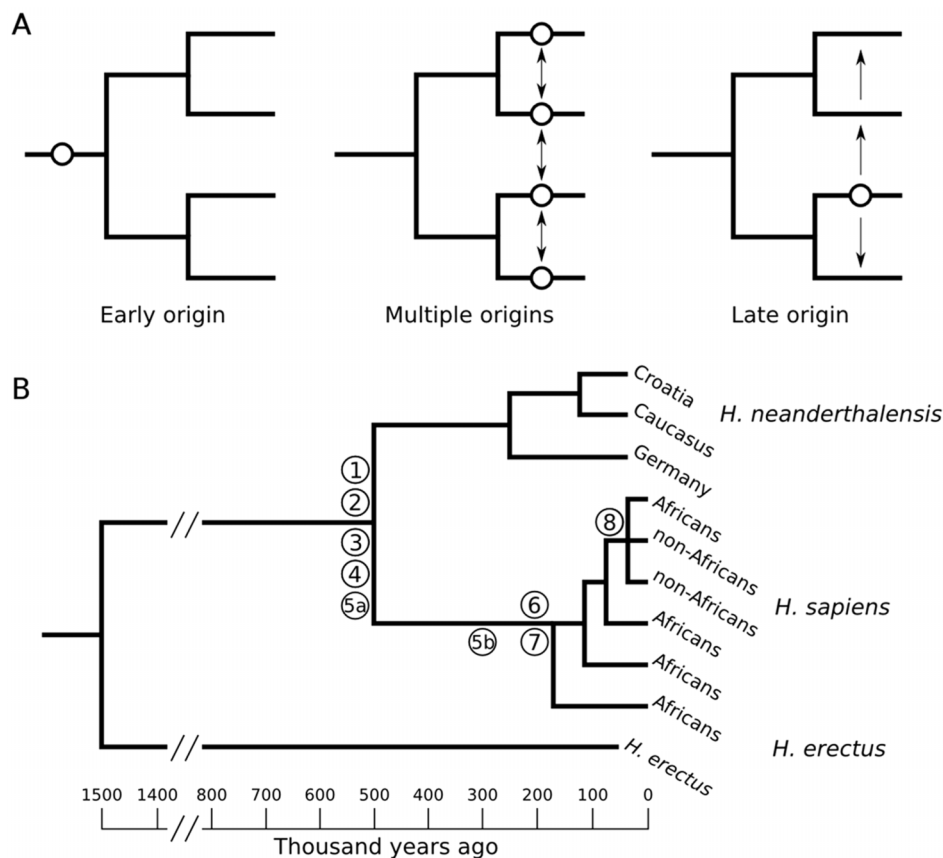 A
Early origin
Multiple origins
Late origin
B
Croatia
Caucasus
Germany
H. neanderthalensis
1
2
3
4
5a
5b
6
7
8
Africans
non-Africans
non-Africans
Africans
Africans
Africans
H. sapiens
H. erectus
H. erectus
1500 1400 800 700 600 500 400 300 200 100 0
Thousand years ago